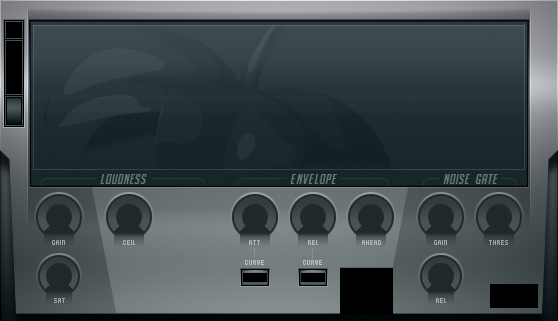 LOUDNESS ENVELOPE NOISE GATE
GAIN CEIL ATT REL AHEAD GAIN THRES
CURVE CURVE
SAT REL